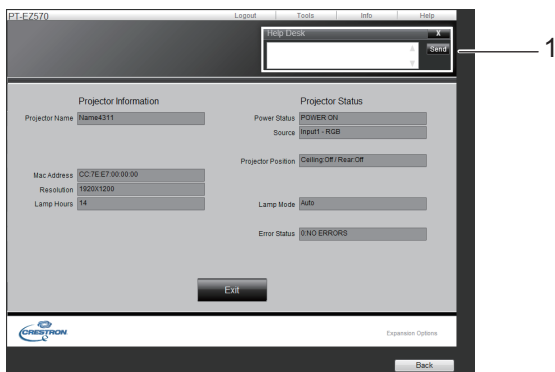 PT-EZ570
Logout Tools Info Help
Help Desk X
Send
1
Projector Information Projector Status
Projector Name Name4311 Power Status POWER ON
Source Input1 - RGB
Projector Position Ceiling:Off / Rear:Off
Mac Address CC:7E:E7:00:00:00
Resolution 1920X1200
Lamp Hours 14 Lamp Mode Auto
Error Status 0:NO ERRORS
Exit
CRESTRON Expansion Options
Back